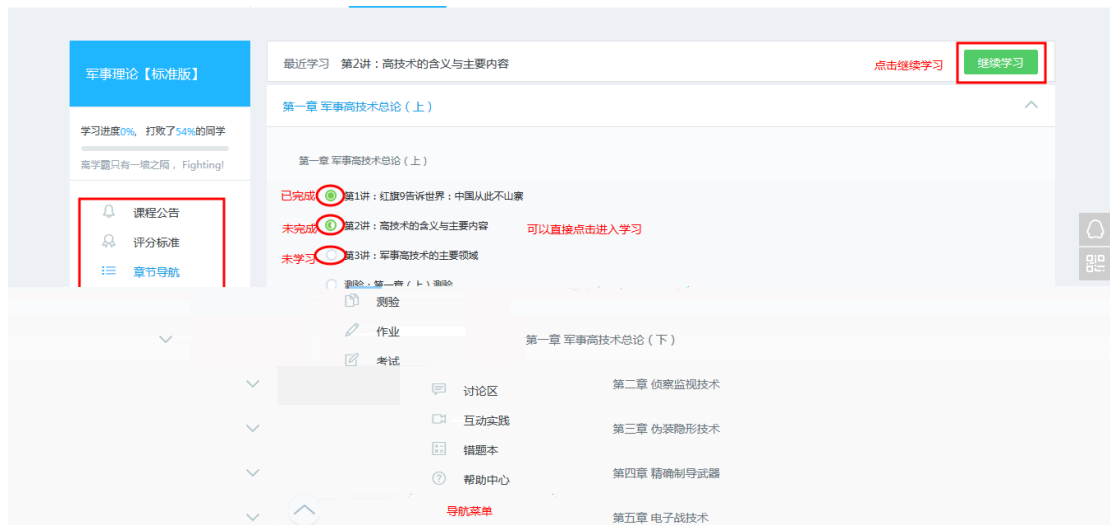 军事理论【标准版】
学习进度0%, 打败了54%的同学
离学霸只有一墙之隔，Fighting!
课程公告
评分标准
章节导航
最近学习 第2讲：高技术的含义与主要内容
点击继续学习
继续学习
第一章 军事高技术总论（上）
第一章 军事高技术总论（上）
已完成 第1讲：红旗9告诉世界：中国从此不山寨
未完成 第2讲：高技术的含义与主要内容 可以直接点击进入学习
未学习 第3讲：军事高技术的主要领域
测验：第一章（上）测验
测验
作业
考试
讨论区
互动实践
错题本
帮助中心
导航菜单
第一章 军事高技术总论（下）
第二章 侦察监视技术
第三章 伪装隐形技术
第四章 精确制导武器
第五章 电子战技术